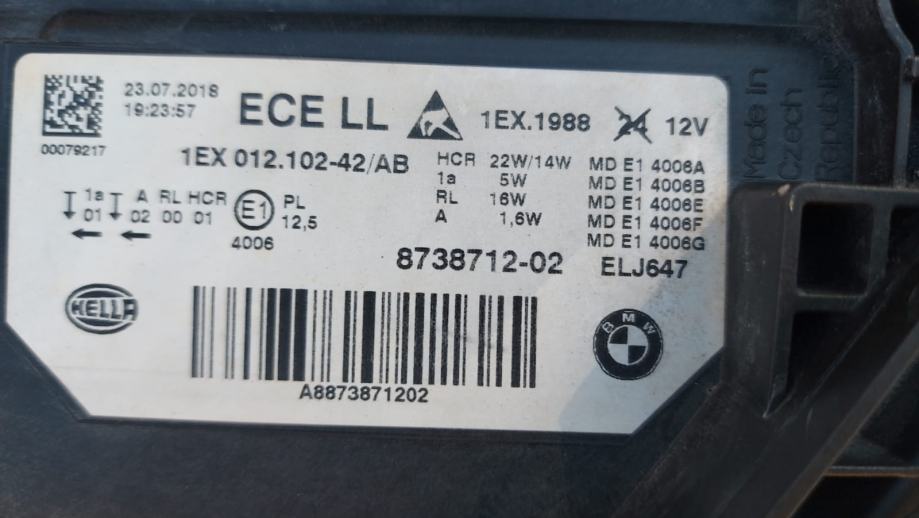 23.07.2018
19:23:57
00079217
ECE LL
1EX.1988
24 12V
1EX 012.102-42/AB
HCR 22W/14W
1a 5W
RL 16W
A 1,6W
MD E1 4006A
MD E1 4006B
MD E1 4006E
MD E1 4006F
MD E1 4006G
1a A RL HCR
01 02 00 01
E1
4006
PL
12,5
8738712-02
ELJ647
HELLA
BMW
A8873871202
Made In
Czech
Republic